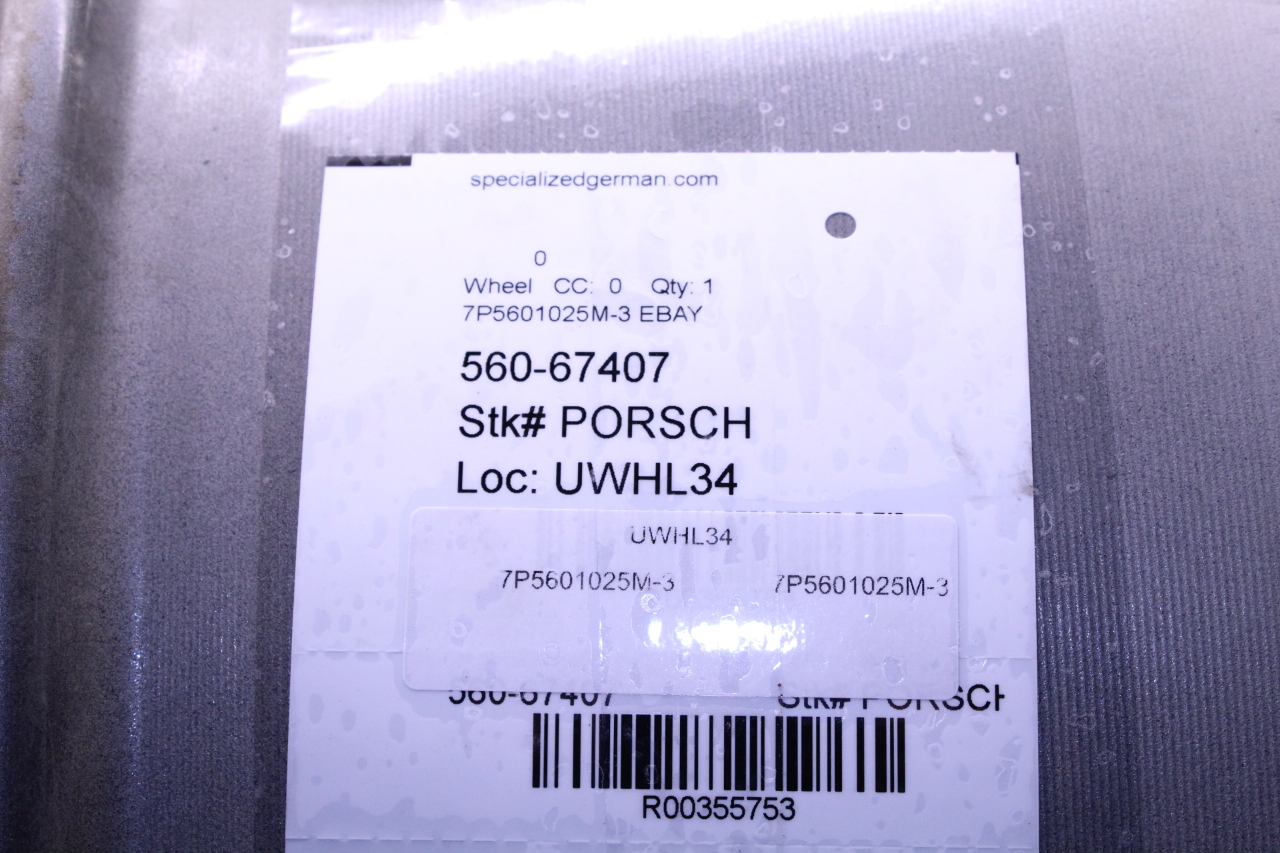 specializedgerman.com
0
Wheel CC: 0 Qty: 1
7P5601025M-3 EBAY
560-67407
Stk# PORSCH
Loc: UWHL34
UWHL34
7P5601025M-3 7P5601025M-3
560-67407 Stk# PORSCH
R00355753